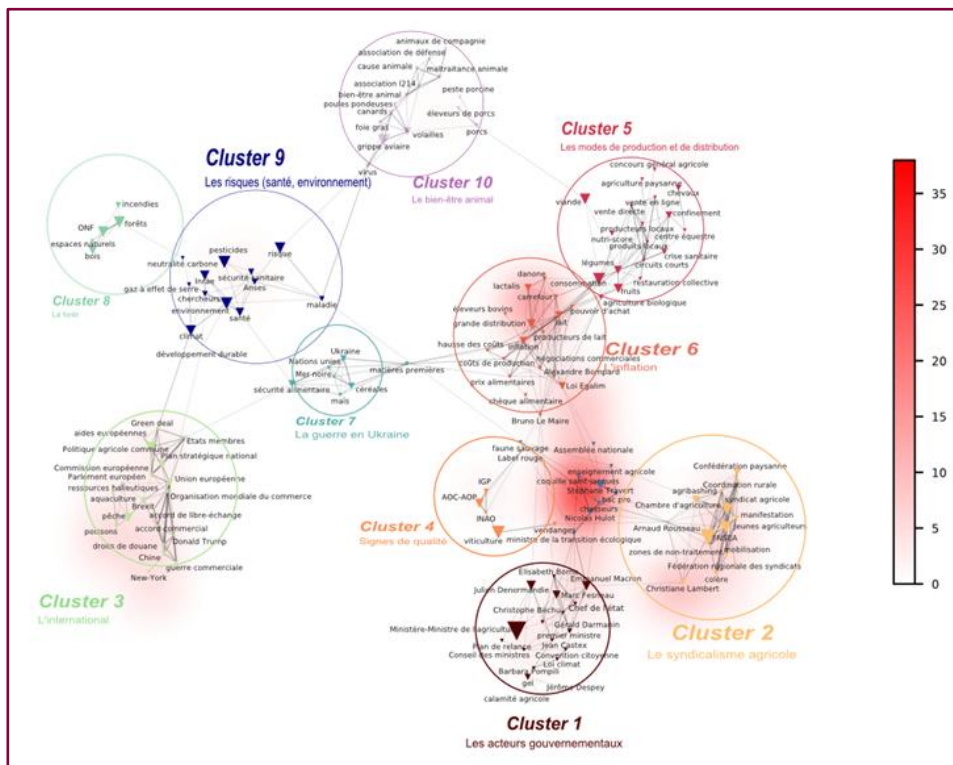 animaux de compagnie
association de défense
cause animale
maltraitance animale
association l214
peste porcine
bien-être animal
poules pondeuses
canards
éleveurs de porcs
foie gras
volailles
porcs
grippe aviaire
virus
Cluster 10
Le bien-être animal
Cluster 5
Les modes de production et de distribution
concours général agricole
agriculture paysanne
chevaux
viande
vente en ligne
vente directe
confinement
producteurs locaux
nutri-score
centre équestre
produits locaux
crise sanitaire
légumes
circuits courts
restauration collective
fruits
agriculture biologique
Cluster 9
Les risques (santé, environnement)
pesticides
risque
neutralité carbone
sécurité sanitaire
Inrae
Anses
gaz à effet de serre
chercheurs
environnement
maladie
santé
climat
développement durable
incendies
ONF
forêts
espaces naturels
bois
Cluster 8
La foret
danone
lactalis
consommation
carrefour
éleveurs bovins
pouvoir d'achat
grande distribution
lait
producteurs de lait
inflation
hausse des coûts
négociations commerciales
coûts de production
Alexandre Bompard
prix alimentaires
Loi Egalim
chèque alimentaire
Bruno Le Maire
Cluster 6
L'inflation
Ukraine
Nations unies
Mer noire
matières premières
sécurité alimentaire
céréales
maïs
Cluster 7
La guerre en Ukraine
Green deal
aides européennes
Etats membres
Politique agricole commune
Plan stratégique national
Commission européenne
Parlement européen
Union européenne
ressources halieutiques
aquaculture
Organisation mondiale du commerce
Brexit
pêche
accord de libre-échange
poissons
accord commercial
droits de douane
Donald Trump
Chine
guerre commerciale
New-York
Cluster 3
L'international
faune sauvage
Label rouge
Assemblée nationale
IGP
AOC-AOP
INAO
viticulture
vendanges
Cluster 4
Signes de qualité
enseignement agricole
coquille saint-jacques
Stéphane Travert
bac pro
chasseurs
Nicolas Hulot
ministre de la transition écologique
Confédération paysanne
Coordination rurale
agribashing
syndicat agricole
Chambre d'agriculture
manifestation
Arnaud Rousseau
jeunes agriculteurs
FNSEA
zones de non-traitement
mobilisation
Fédération régionale des syndicats
colère
Christiane Lambert
Cluster 2
Le syndicalisme agricole
Elisabeth Borne
Emmanuel Macron
Julien Denormandie
Marc Fesneau
Christophe Béchu
Chef de l'état
Gérald Darmanin
Ministère-Ministre de l'agriculture
premier ministre
Plan de relance
Jean Castex
Conseil des ministres
Convention citoyenne
Loi climat
Barbara Pompili
gel
Jérôme Despey
calamité agricole
Cluster 1
Les acteurs gouvernementaux
35
30
25
20
15
10
5
0